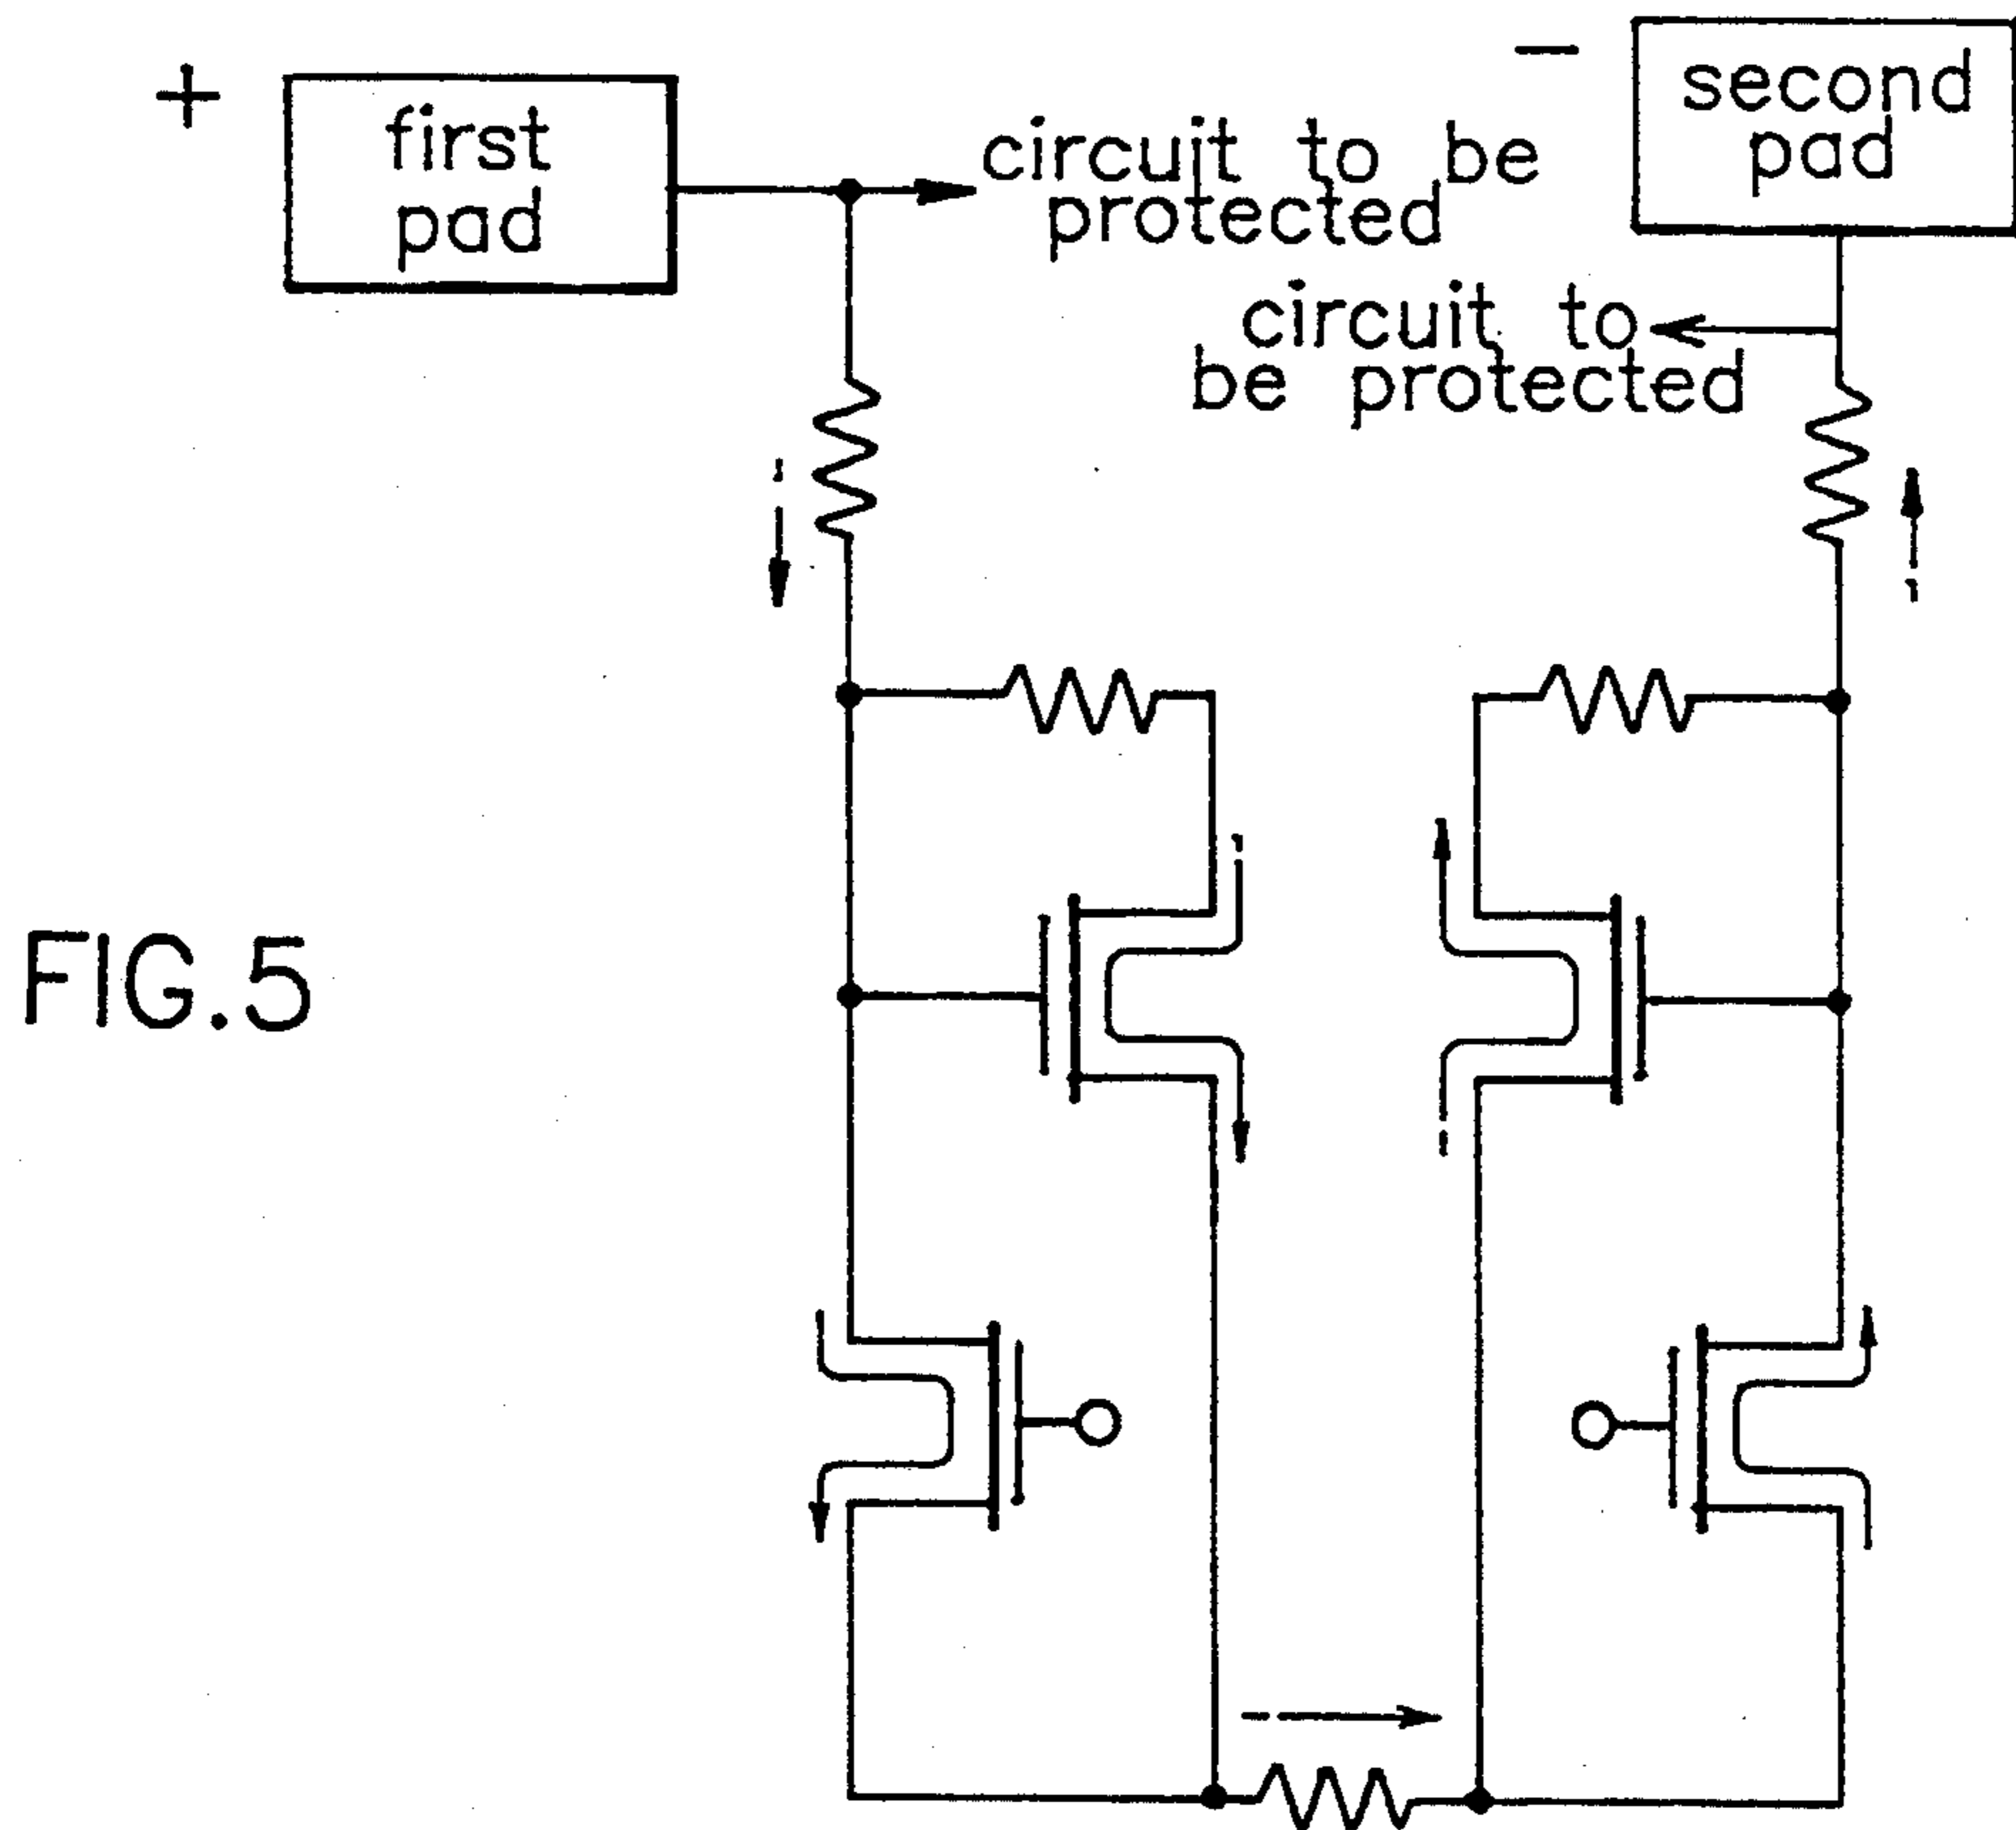 +
first
pad
circuit to be
protected
−
second
pad
circuit to
be protected
FIG.5